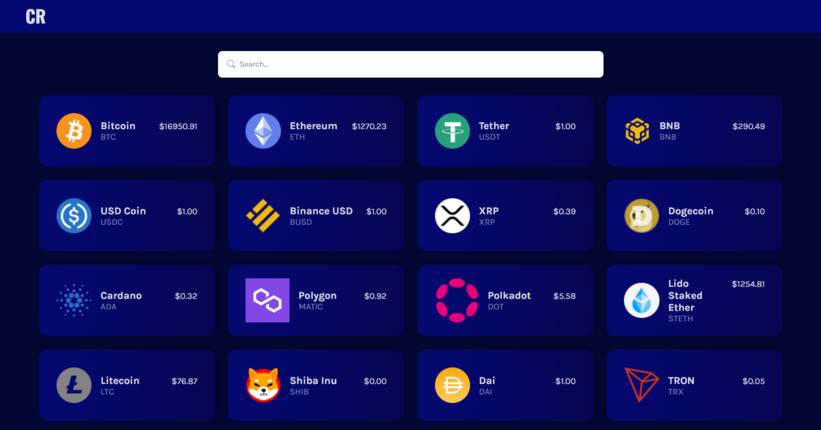 CR
Search...
Bitcoin $16950.91
BTC
Ethereum $1270.23
ETH
Tether $1.00
USDT
BNB $290.49
BNB
USD Coin $1.00
USDC
Binance USD $1.00
BUSD
XRP $0.39
XRP
Dogecoin $0.10
DOGE
Cardano $0.32
ADA
Polygon $0.92
MATIC
Polkadot $5.58
DOT
Lido $1254.81
Staked
Ether
STETH
Litecoin $76.87
LTC
Shiba Inu $0.00
SHIB
Dai $1.00
DAI
TRON $0.05
TRX